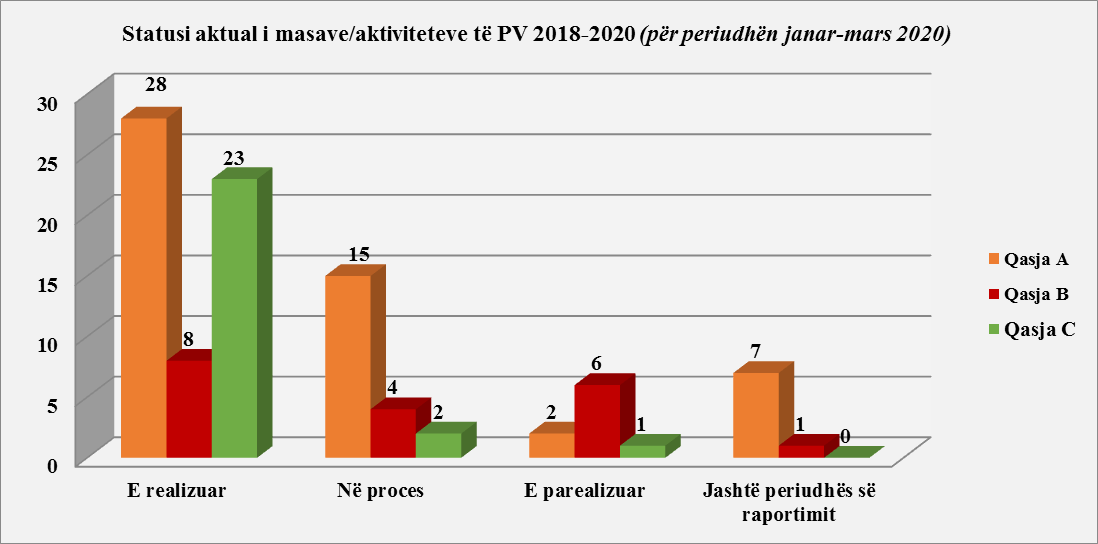 Statusi aktual i masave/aktiviteteve të PV 2018-2020 (për periudhën janar-mars 2020)
30
25
20
15
10
5
0
28
8
23
15
4
2
2
6
1
7
1
0
E realizuar
Në proces
E parealizuar
Jashtë periudhës së
raportimit
Qasja A
Qasja B
Qasja C